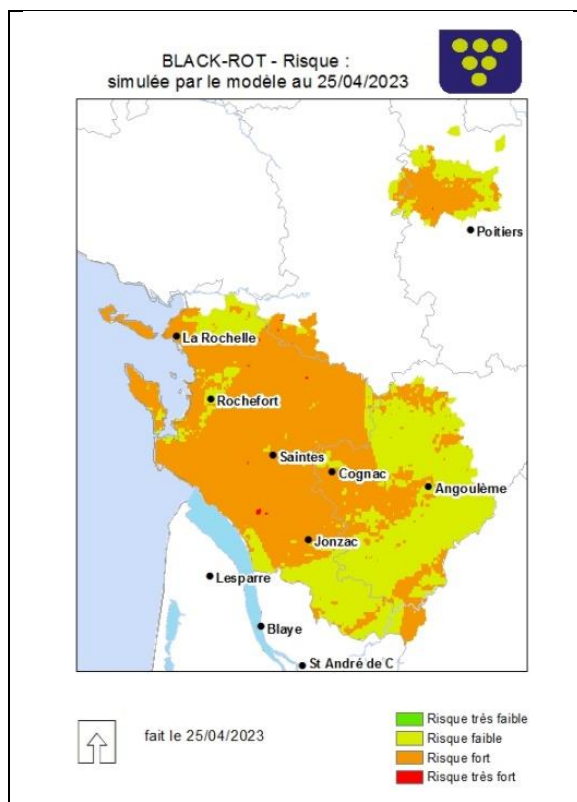 BLACK-ROT - Risque :
simulée par le modèle au 25/04/2023
Poitiers
La Rochelle
Rochefort
Saintes
Cognac
Angoulème
Jonzac
Lesparre
Blaye
St André de C
fait le 25/04/2023
Risque très faible
Risque faible
Risque fort
Risque très fort